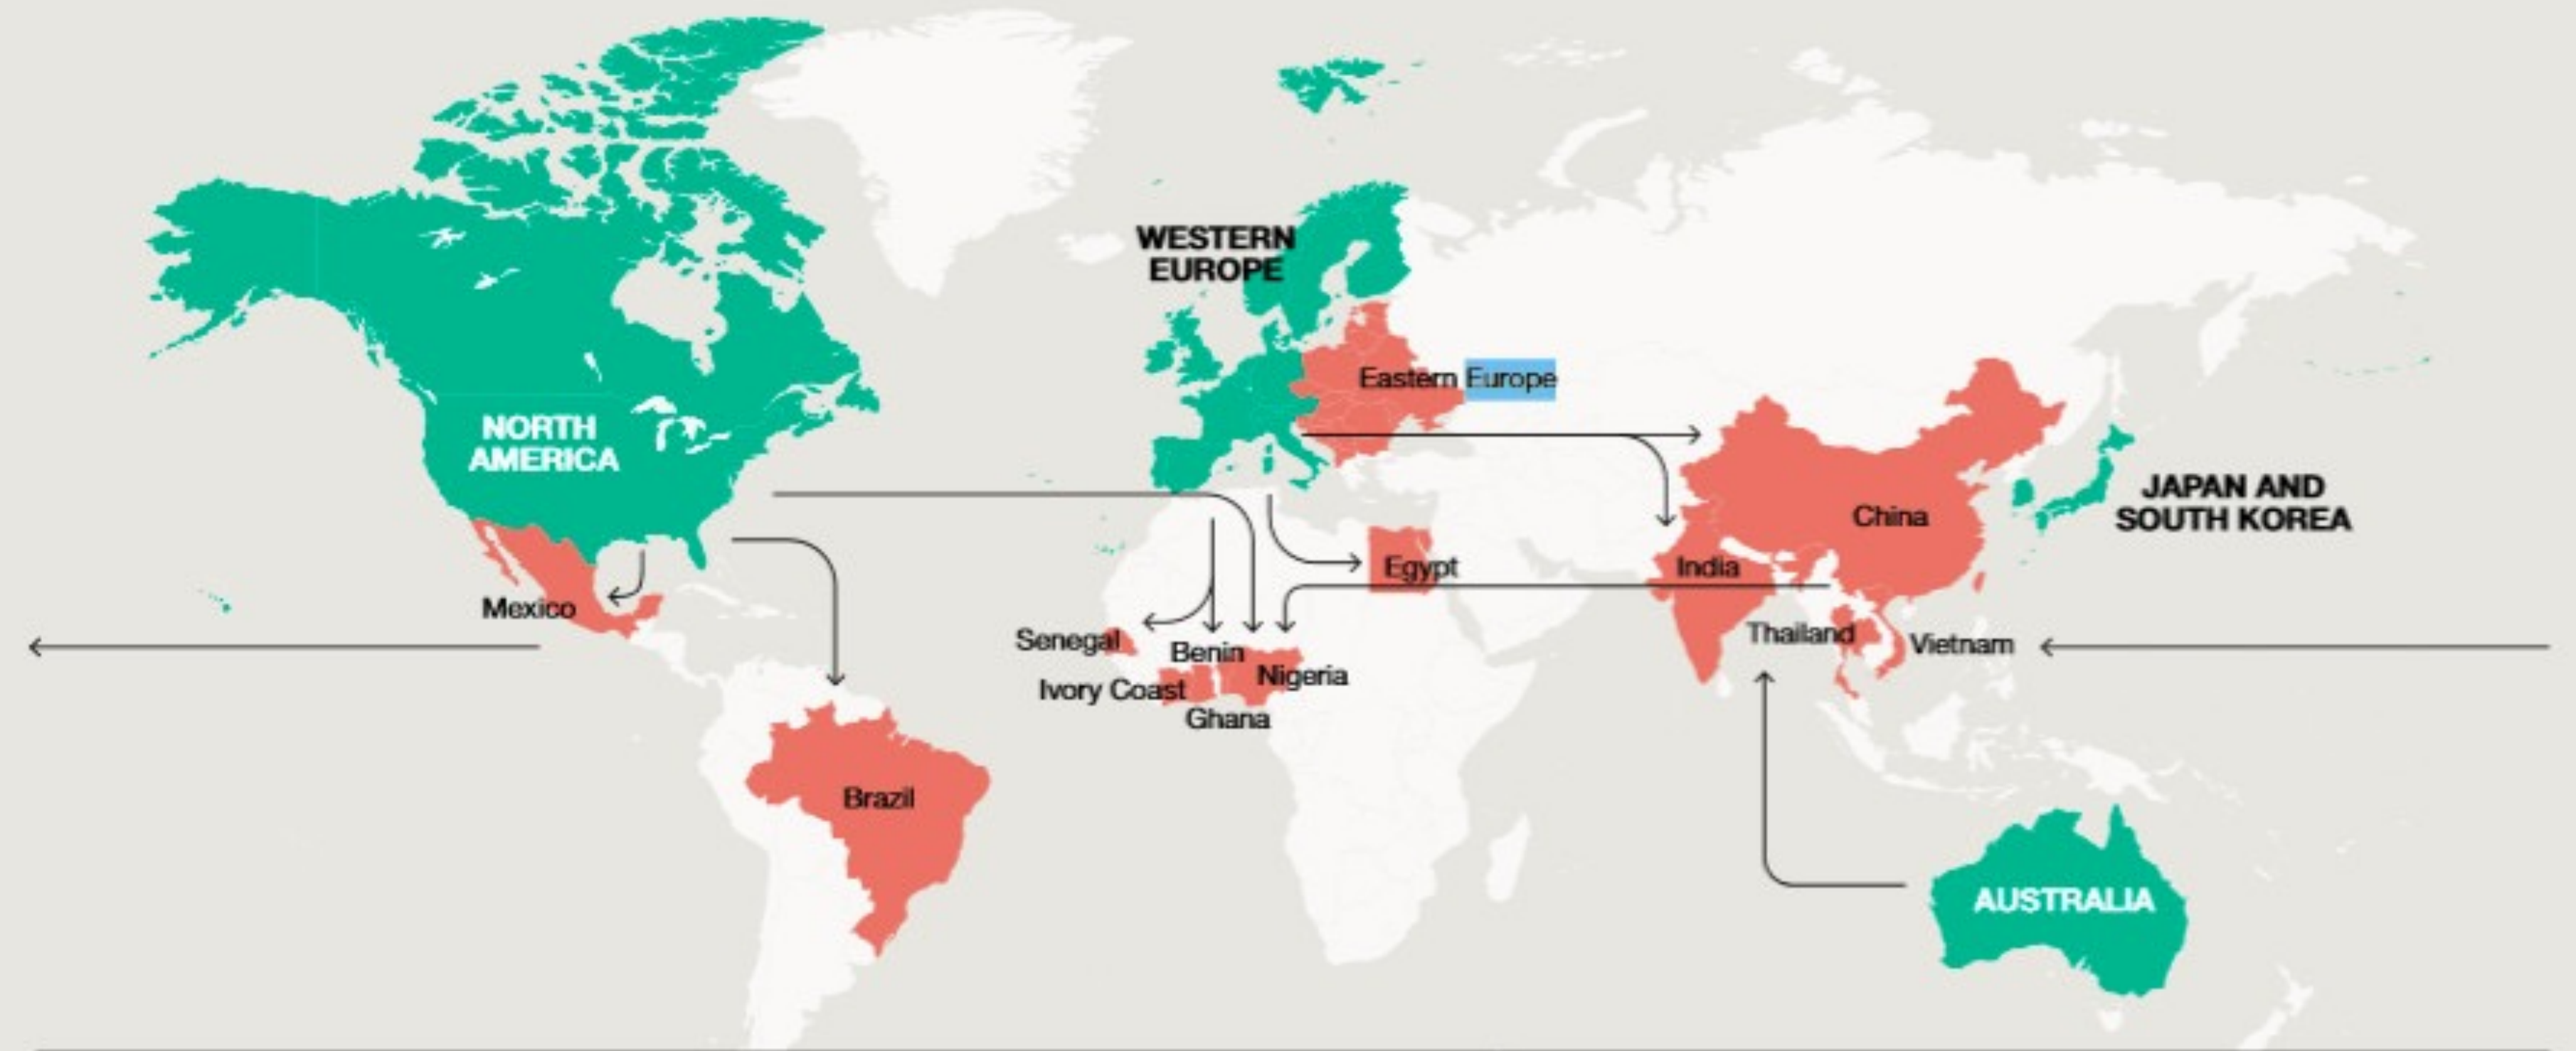 WESTERN
EUROPE
Eastern Europe
NORTH
AMERICA
JAPAN AND
SOUTH KOREA
China
Egypt
India
Mexico
Senegal
Benin
Thailand
Vietnam
Nigeria
Ivory Coast
Ghana
Brazil
AUSTRALIA